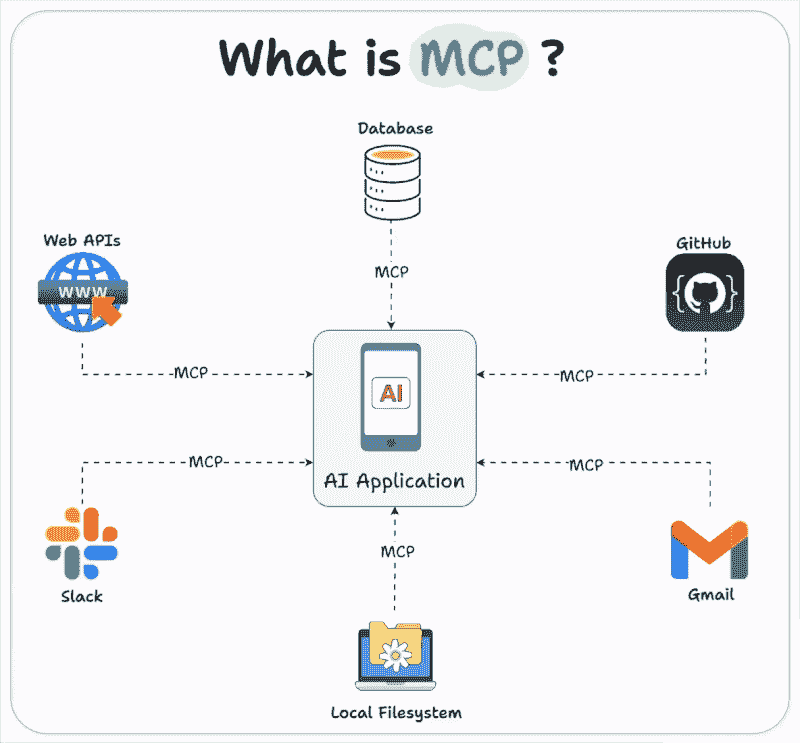 What is MCP ?
Database
Web APIs
WWW
GitHub
MCP
AI
MCP
MCP
AI Application
MCP
MCP
MCP
Slack
Gmail
Local Filesystem